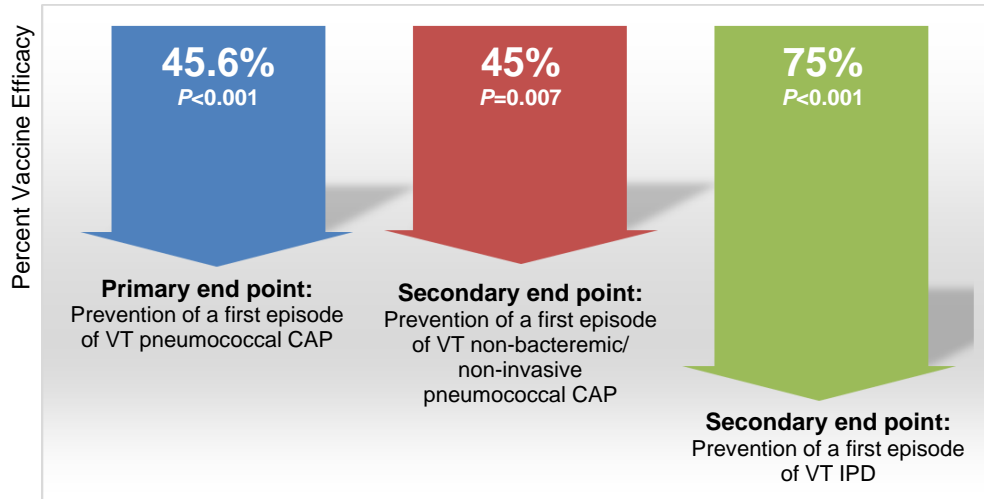 Percent Vaccine Efficacy
45.6%
P<0.001
Primary end point:
Prevention of a first episode
of VT pneumococcal CAP
45%
P=0.007
Secondary end point:
Prevention of a first episode
of VT non-bacteremic/
non-invasive
pneumococcal CAP
75%
P<0.001
Secondary end point:
Prevention of a first episode
of VT IPD